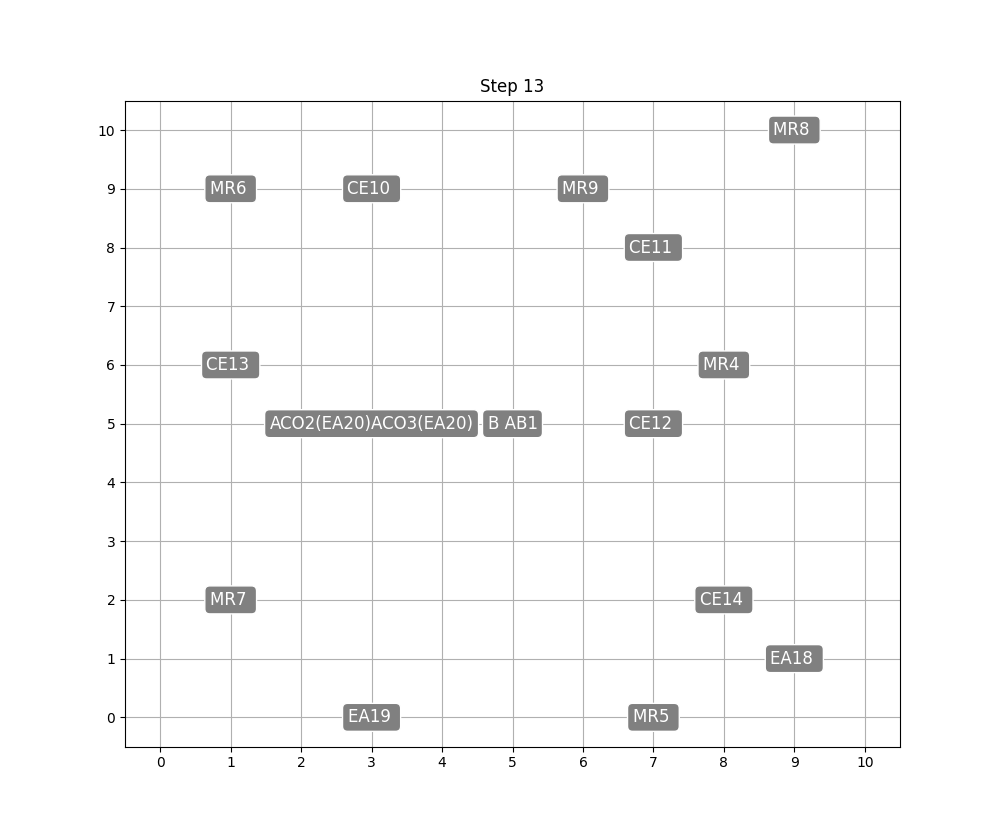 Step 13
10
MR8
9
MR6
CE10
MR9
8
CE11
7
6
CE13
MR4
5
ACO2(EA20)ACO3(EA20)
B AB1
CE12
4
3
2
MR7
CE14
1
EA18
0
EA19
MR5
0 1 2 3 4 5 6 7 8 9 10